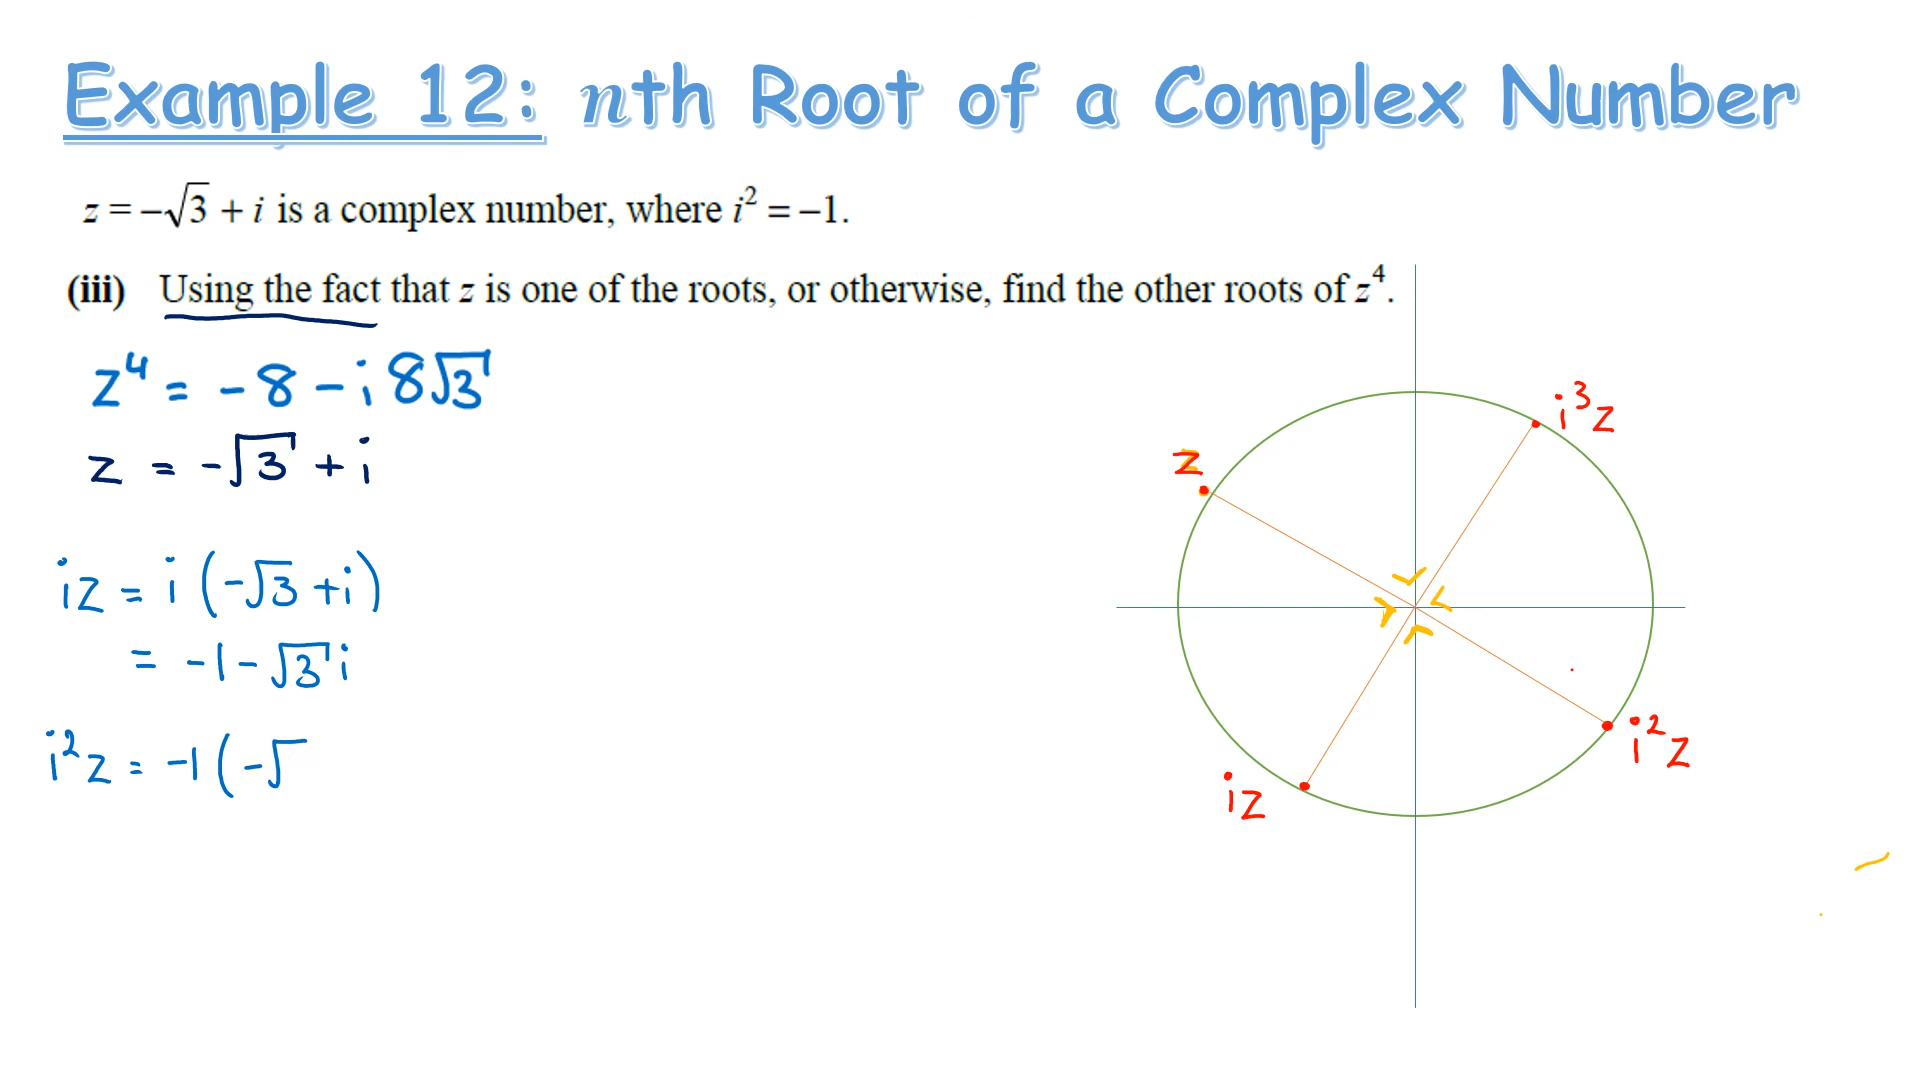 Example 12: nth Root of a Complex Number
z = −√3 + i is a complex number, where i² = −1.
(iii) Using the fact that z is one of the roots, or otherwise, find the other roots of z⁴.
z⁴ = -8 - i 8√3
z = -√3 + i
iz = i (-√3 + i)
= -1 - √3 i
i²z = -1 (-√
i³z
z
i²z
iz